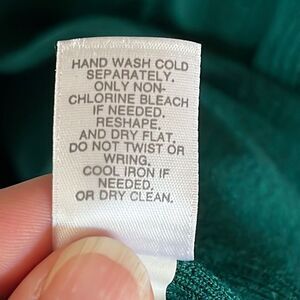 HAND WASH COLD
SEPARATELY.
ONLY NON-
CHLORINE BLEACH
IF NEEDED.
RESHAPE,
AND DRY FLAT.
DO NOT TWIST OR
WRING.
COOL IRON IF
NEEDED.
OR DRY CLEAN.